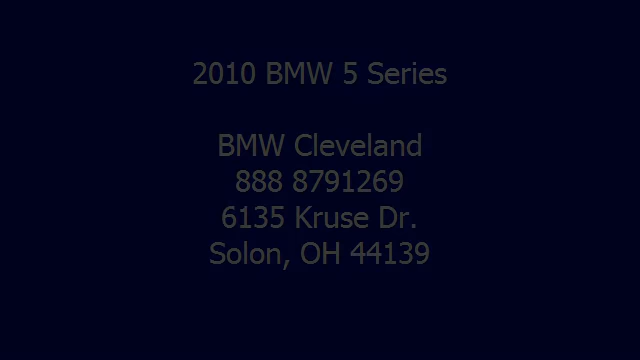 2010 BMW 5 Series
BMW Cleveland
888 8791269
6135 Kruse Dr.
Solon, OH 44139